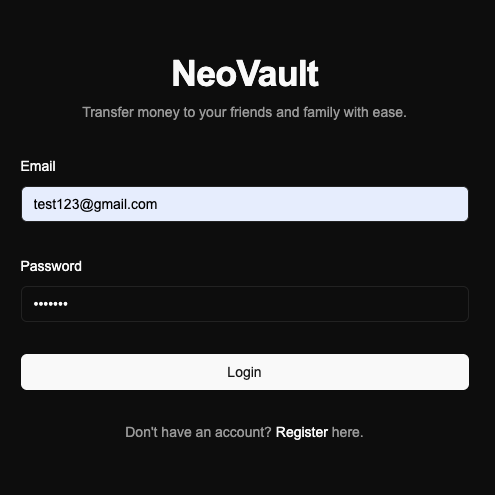 NeoVault
Transfer money to your friends and family with ease.
Email
test123@gmail.com
Password
•••••••
Login
Don't have an account? Register here.